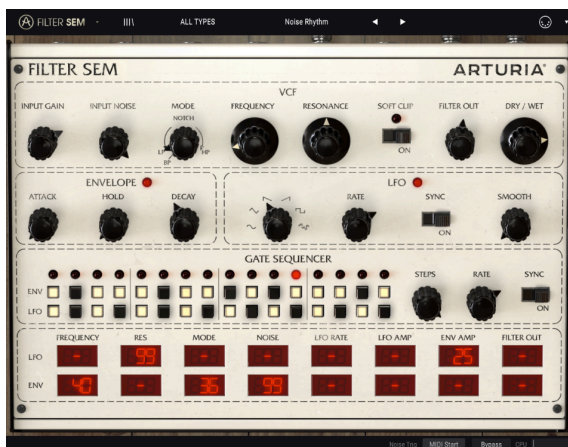 FILTER SEM
ALL TYPES
Noise Rhythm
FILTER SEM
ARTURIA
VCF
INPUT GAIN
INPUT NOISE
MODE
FREQUENCY
RESONANCE
SOFT CLIP
FILTER OUT
DRY / WET
NOTCH
LP
HP
BP
ON
ENVELOPE
LFO
ATTACK
HOLD
DECAY
RATE
SYNC
SMOOTH
ON
GATE SEQUENCER
STEPS
RATE
SYNC
ENV
LFO
ON
FREQUENCY RES MODE NOISE LFO RATE LFO AMP ENV AMP FILTER OUT
LFO - 99 - - - - 25 -
ENV 40 - 36 99 - - - -
Noise Trio MIDI Start Bypass CPU